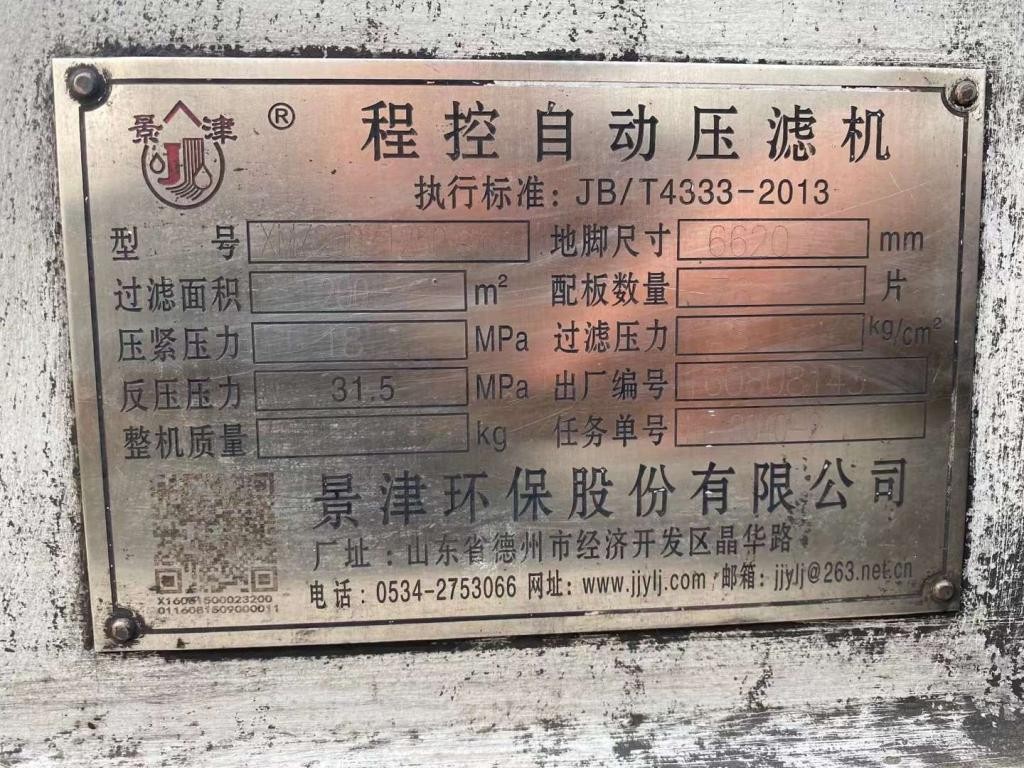 景津 ® 程控自动压滤机
执行标准：JB/T4333-2013
型 号 地脚尺寸 6620 mm
过滤面积 m² 配板数量 片
压紧压力 MPa 过滤压力 kg/cm²
反压压力 31.5 MPa 出厂编号
整机质量 kg 任务单号
景津环保股份有限公司
厂址：山东省德州市经济开发区晶华路
电话：0534-2753066 网址：www.jjylj.com 邮箱：jjylj@263.net.cn
X16081500023200
0116081509000011